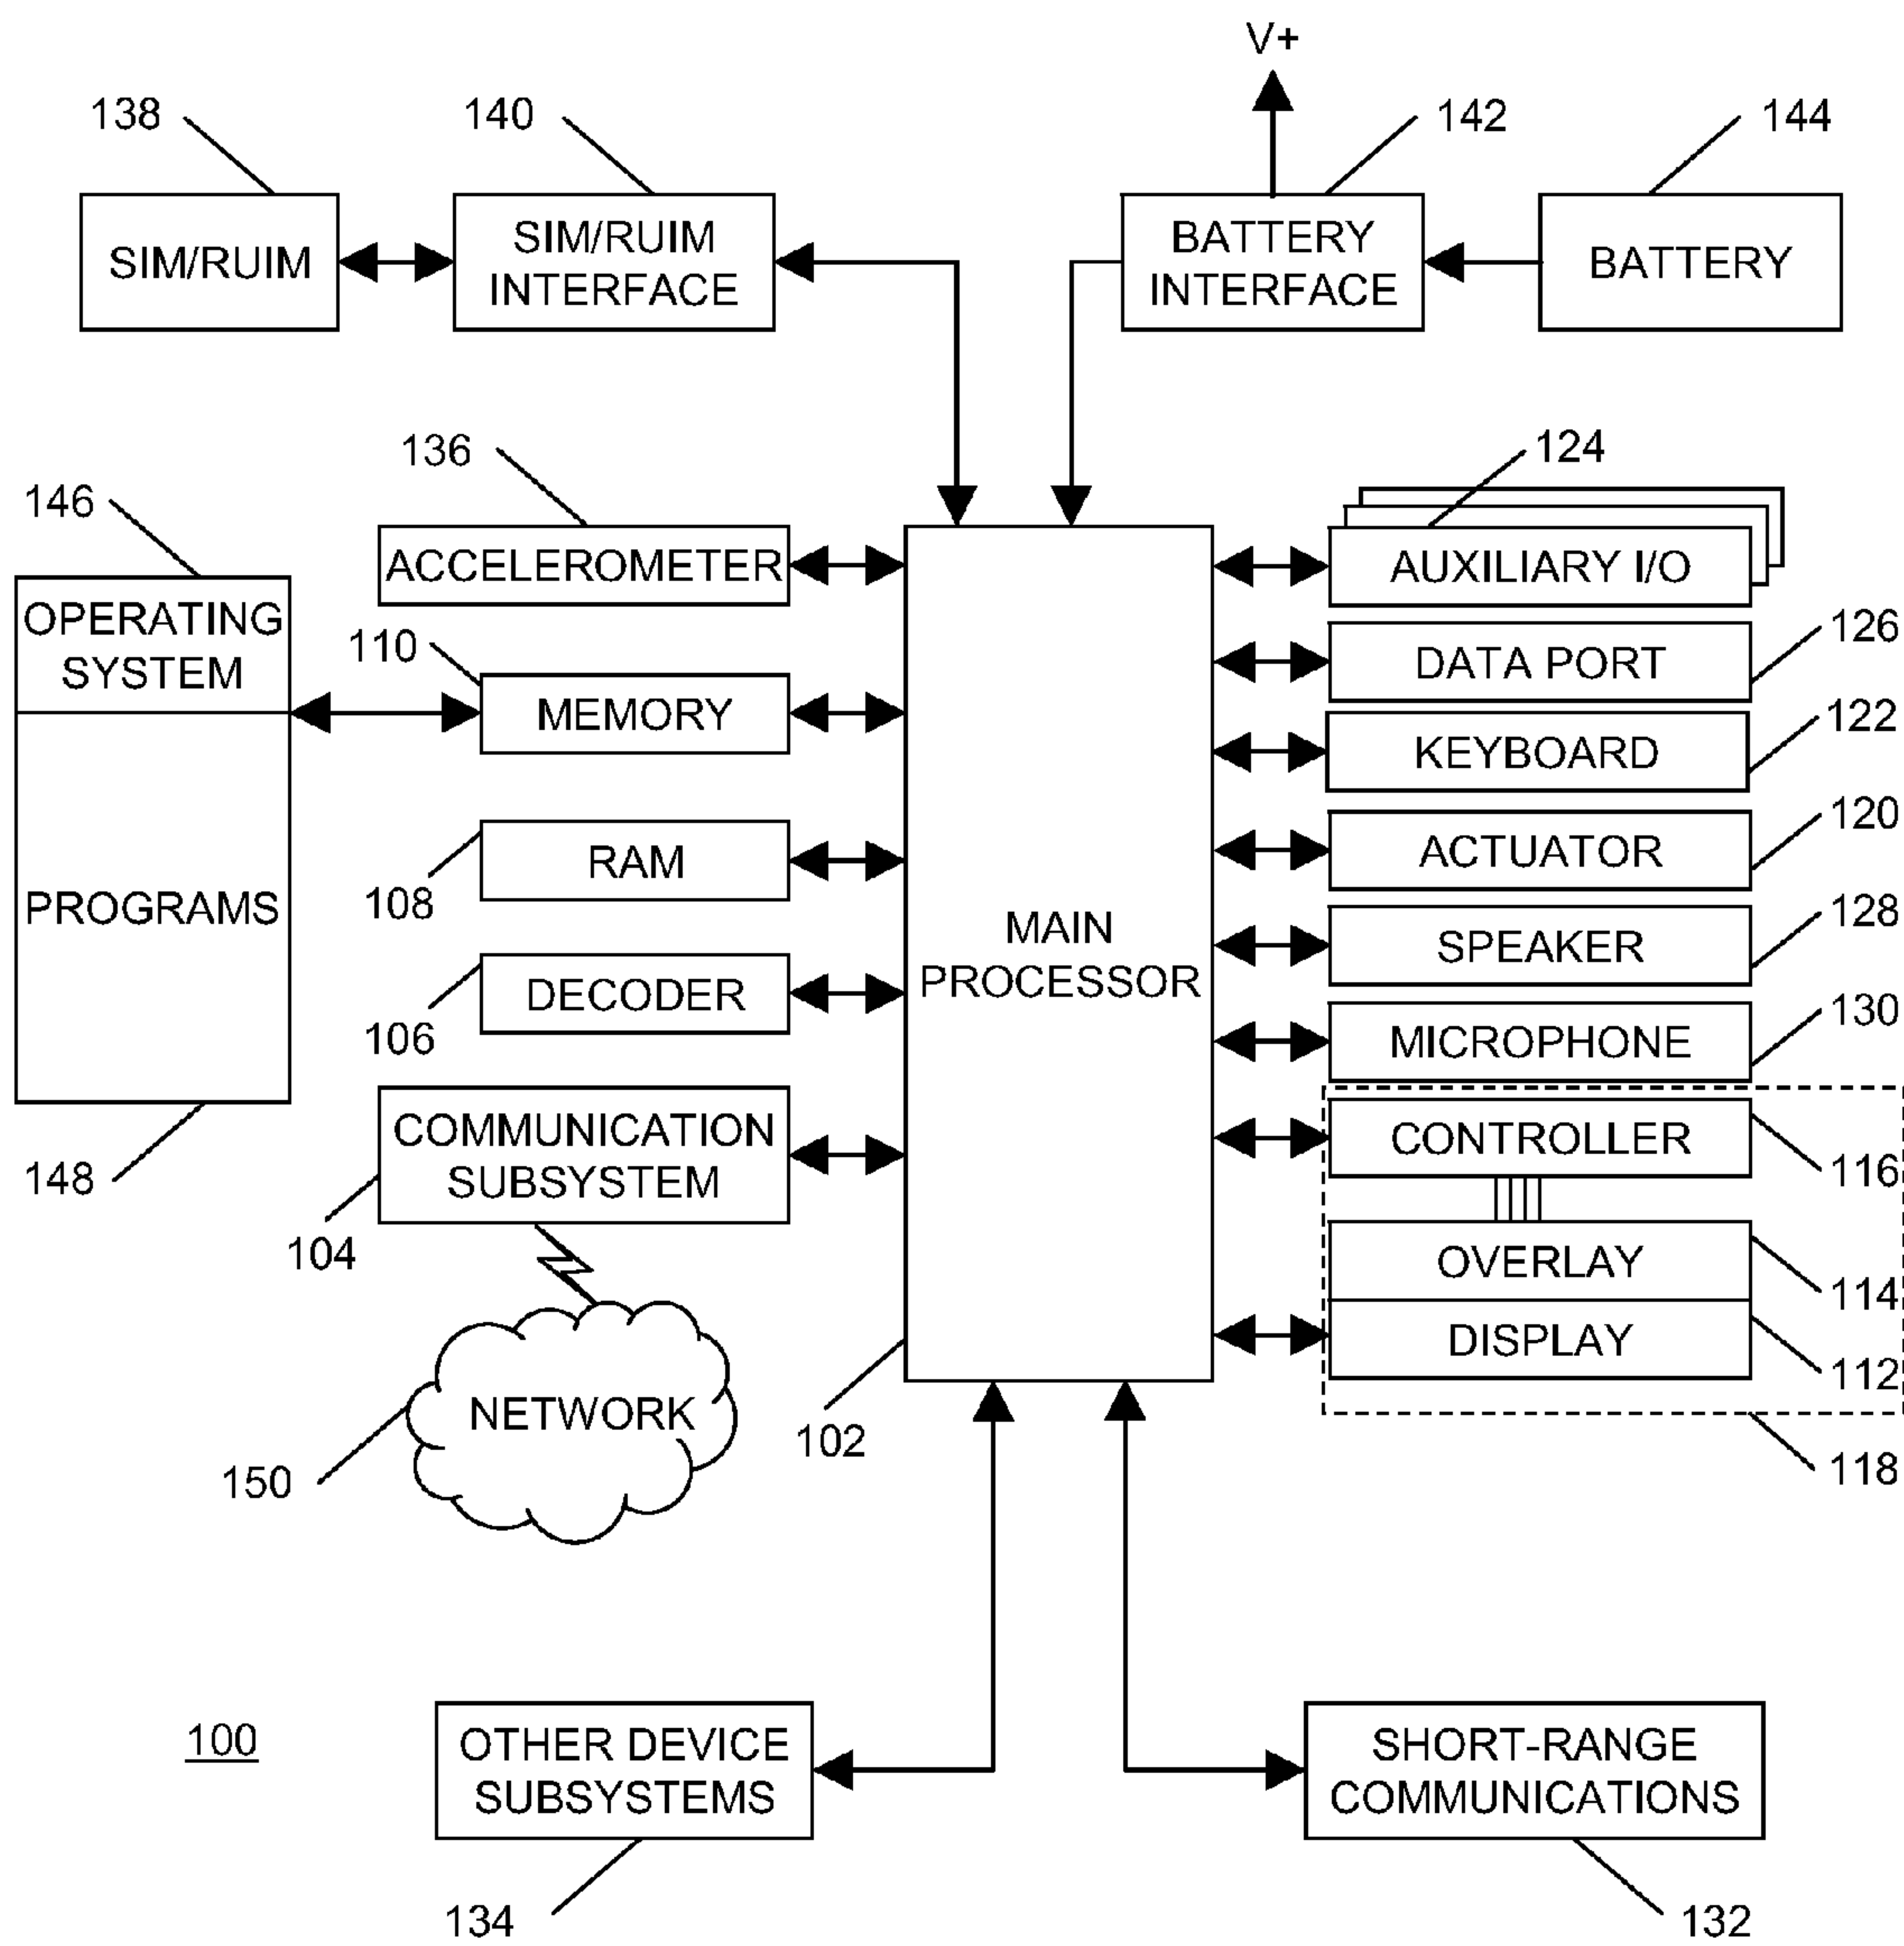 V+
138
140
142
144
SIM/RUIM
SIM/RUIM
INTERFACE
BATTERY
INTERFACE
BATTERY
136
124
146
ACCELEROMETER
AUXILIARY I/O
OPERATING
SYSTEM
110
126
MEMORY
DATA PORT
122
KEYBOARD
120
RAM
ACTUATOR
108
PROGRAMS
MAIN
PROCESSOR
128
SPEAKER
106
DECODER
130
MICROPHONE
COMMUNICATION
SUBSYSTEM
CONTROLLER
148
116
104
OVERLAY
114
DISPLAY
112
NETWORK
102
150
118
100
OTHER DEVICE
SUBSYSTEMS
SHORT-RANGE
COMMUNICATIONS
134
132